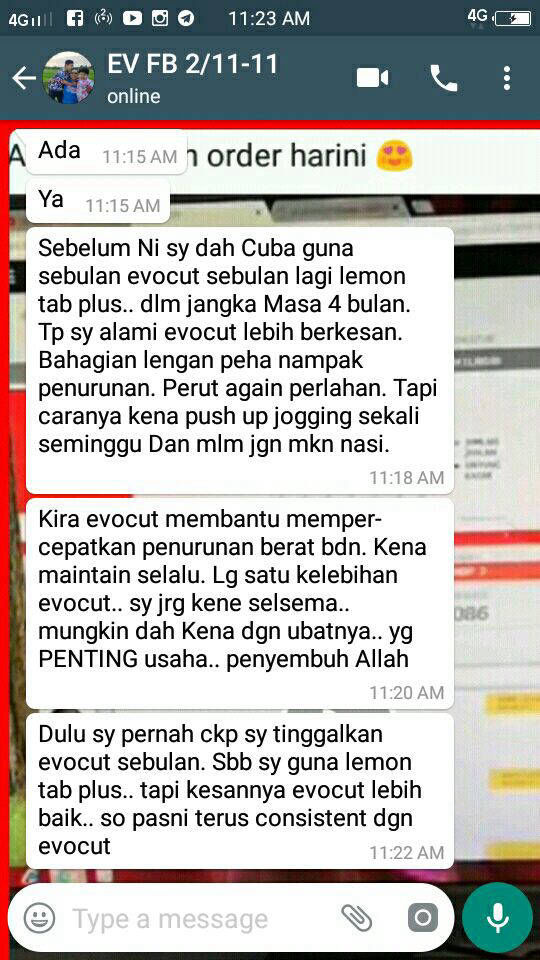 4G
11:23 AM
4G
EV FB 2/11-11
online
order harini 😍
Ada 11:15 AM
Ya 11:15 AM
Sebelum Ni sy dah Cuba guna
sebulan evocut sebulan lagi lemon
tab plus.. dlm jangka Masa 4 bulan.
Tp sy alami evocut lebih berkesan.
Bahagian lengan peha nampak
penurunan. Perut again perlahan. Tapi
caranya kena push up jogging sekali
seminggu Dan mlm jgn mkn nasi.
11:18 AM
Kira evocut membantu memper-
cepatkan penurunan berat bdn. Kena
maintain selalu. Lg satu kelebihan
evocut.. sy jrg kene selsema..
mungkin dah Kena dgn ubatnya.. yg
PENTING usaha.. penyembuh Allah
11:20 AM
Dulu sy pernah ckp sy tinggalkan
evocut sebulan. Sbb sy guna lemon
tab plus.. tapi kesannya evocut lebih
baik.. so pasni terus consistent dgn
evocut 11:22 AM
Type a message